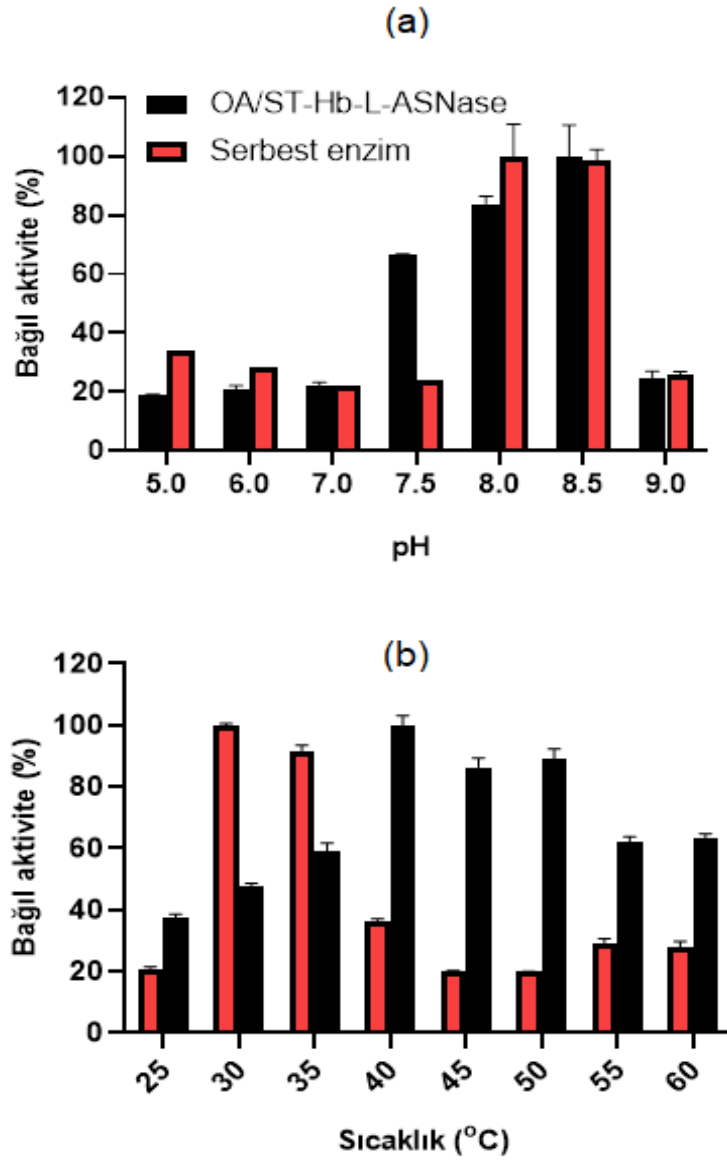 (a)
120
100
80
60
40
20
0
Bağıl aktivite (%)
OA/ST-Hb-L-ASNase
Serbest enzim
5.0 6.0 7.0 7.5 8.0 8.5 9.0
pH
(b)
120
100
80
60
40
20
0
Bağıl aktivite (%)
25 30 35 40 45 50 55 60
Sıcaklık (°C)